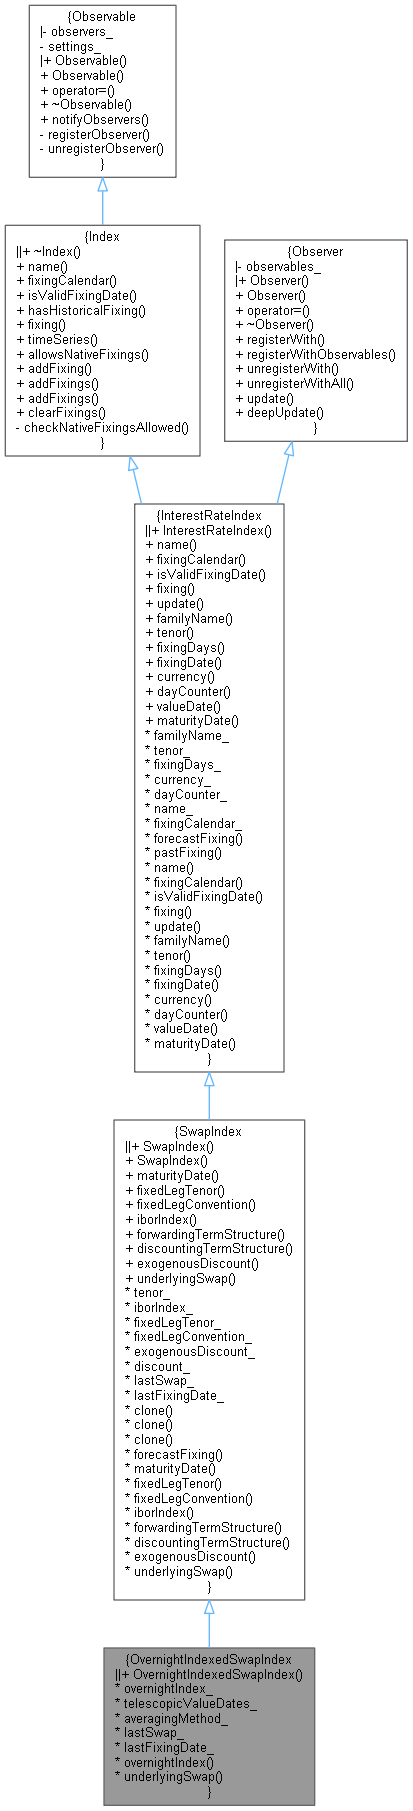 {Observable
|- observers_
- settings_
|+ Observable()
+ Observable()
+ operator=()
+ ~Observable()
+ notifyObservers()
- registerObserver()
- unregisterObserver()
}
{Index
||+ ~Index()
+ name()
+ fixingCalendar()
+ isValidFixingDate()
+ hasHistoricalFixing()
+ fixing()
+ timeSeries()
+ allowsNativeFixings()
+ addFixing()
+ addFixings()
+ addFixings()
+ clearFixings()
- checkNativeFixingsAllowed()
}
{Observer
|- observables_
|+ Observer()
+ Observer()
+ operator=()
+ ~Observer()
+ registerWith()
+ registerWithObservables()
+ unregisterWith()
+ unregisterWithAll()
+ update()
+ deepUpdate()
}
{InterestRateIndex
||+ InterestRateIndex()
+ name()
+ fixingCalendar()
+ isValidFixingDate()
+ fixing()
+ update()
+ familyName()
+ tenor()
+ fixingDays()
+ fixingDate()
+ currency()
+ dayCounter()
+ valueDate()
+ maturityDate()
* familyName_
* tenor_
* fixingDays_
* currency_
* dayCounter_
* name_
* fixingCalendar_
* forecastFixing()
* pastFixing()
* name()
* fixingCalendar()
* isValidFixingDate()
* fixing()
* update()
* familyName()
* tenor()
* fixingDays()
* fixingDate()
* currency()
* dayCounter()
* valueDate()
* maturityDate()
}
{SwapIndex
||+ SwapIndex()
+ SwapIndex()
+ maturityDate()
+ fixedLegTenor()
+ fixedLegConvention()
+ iborIndex()
+ forwardingTermStructure()
+ discountingTermStructure()
+ exogenousDiscount()
+ underlyingSwap()
* tenor_
* iborIndex_
* fixedLegTenor_
* fixedLegConvention_
* exogenousDiscount_
* discount_
* lastSwap_
* lastFixingDate_
* clone()
* clone()
* clone()
* forecastFixing()
* maturityDate()
* fixedLegTenor()
* fixedLegConvention()
* iborIndex()
* forwardingTermStructure()
* discountingTermStructure()
* exogenousDiscount()
* underlyingSwap()
}
{OvernightIndexedSwapIndex
||+ OvernightIndexedSwapIndex()
* overnightIndex_
* telescopicValueDates_
* averagingMethod_
* lastSwap_
* lastFixingDate_
* overnightIndex()
* underlyingSwap()
}